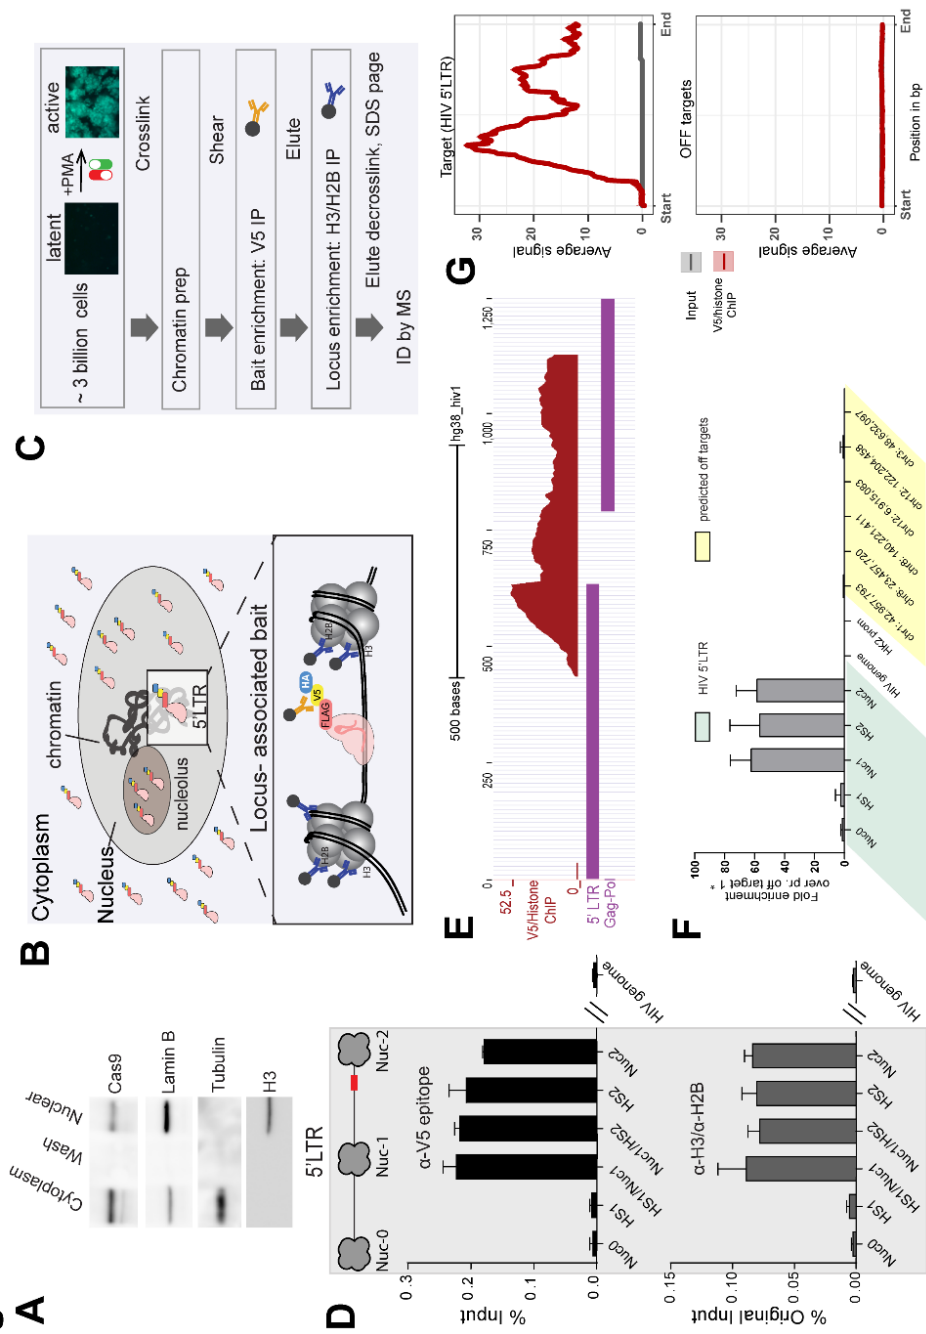 A
Cytoplasm
Wash
Nuclear
Cas9
Lamin B
Tubulin
H3
B
Cytoplasm
Nucleus
chromatin
nucleolus
5'LTR
Locus- associated bait
H2B
H3
FLAG
V5
HA
H2B
H3
C
~ 3 billion cells
latent
+PMA
active
Crosslink
Chromatin prep
Shear
Bait enrichment: V5 IP
Elute
Locus enrichment: H3/H2B IP
Elute decrosslink, SDS page
ID by MS
D
5'LTR
Nuc-0
Nuc-1
Nuc-2
α-V5 epitope
% Input
0.3
0.2
0.1
0.0
Nuc0
HS1
HS1/Nuc1
Nuc1/HS2
HS2
Nuc2
HIV genome
α-H3/α-H2B
% Original Input
0.15
0.10
0.05
0.00
Nuc0
HS1
HS1/Nuc1
Nuc1/HS2
HS2
Nuc2
HIV genome
E
500 bases
hg38_hiv1
0
250
500
750
1,000
1,250
52.5
V5/Histone
ChIP
0
5' LTR
Gag-Pol
F
HIV 5'LTR
predicted off targets
Fold enrichment
over pr. off target 1 *
100
80
60
40
20
0
Nuc0
HS1
Nuc1
HS2
Nuc2
HIV genome
HK2 prom
chr1: 42,957,793
chr8: 23,457,720
chr8: 140,221,411
chr12: 6,915,083
chr12: 122,204,458
chr3: 48,632,097
G
Target (HIV 5'LTR)
Average signal
30
20
10
0
Start
End
Input
V5/histone
ChIP
OFF targets
Average signal
30
20
10
0
Start
End
Position in bp